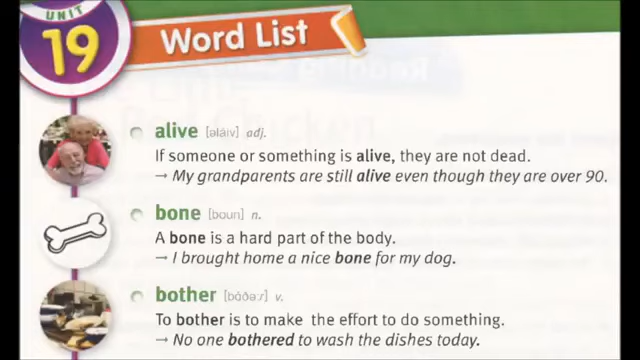 UNIT
19
Word List
alive [əláiv] adj.
If someone or something is alive, they are not dead.
→ My grandparents are still alive even though they are over 90.
bone [boun] n.
A bone is a hard part of the body.
→ I brought home a nice bone for my dog.
bother [bάðəːr] v.
To bother is to make the effort to do something.
→ No one bothered to wash the dishes today.